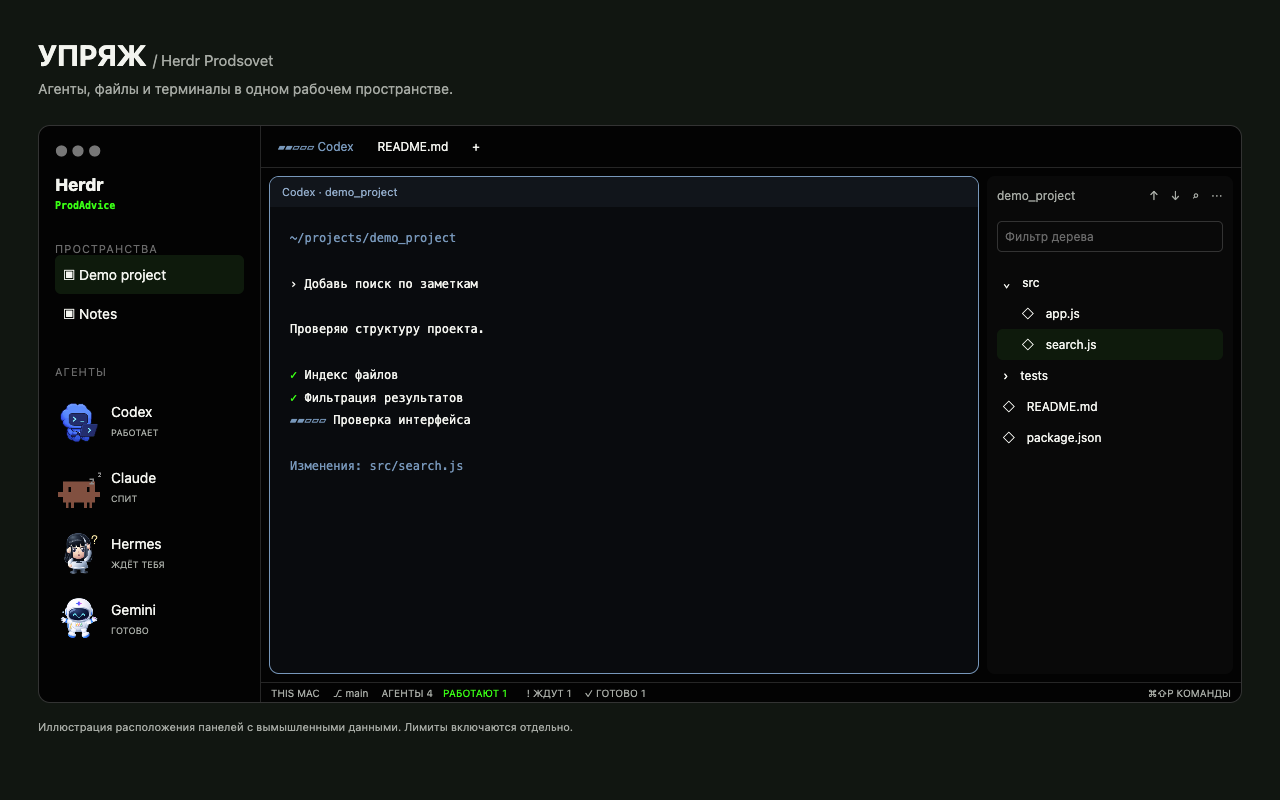 УПРЯЖ / Herdr Prodsovet
Агенты, файлы и терминалы в одном рабочем пространстве.
Herdr
ProdAdvice
ПРОСТРАНСТВА
▣ Demo project
▣ Notes
АГЕНТЫ
Codex
РАБОТАЕТ
Claude
СПИТ
z
z
Hermes
ЖДЁТ ТЕБЯ
?
Gemini
ГОТОВО
▰▰▱▱▱ Codex
README.md
+
Codex · demo_project
~/projects/demo_project
› Добавь поиск по заметкам
Проверяю структуру проекта.
✓ Индекс файлов
✓ Фильтрация результатов
▰▰▱▱▱ Проверка интерфейса
Изменения: src/search.js
demo_project ↑ ↓ ⌕ ···
Фильтр дерева
⌄ src
◇ app.js
◇ search.js
› tests
◇ README.md
◇ package.json
THIS MAC ⎇ main АГЕНТЫ 4 РАБОТАЮТ 1 ! ЖДУТ 1 ✓ ГОТОВО 1 ⌘⇧P КОМАНДЫ
Иллюстрация расположения панелей с вымышленными данными. Лимиты включаются отдельно.